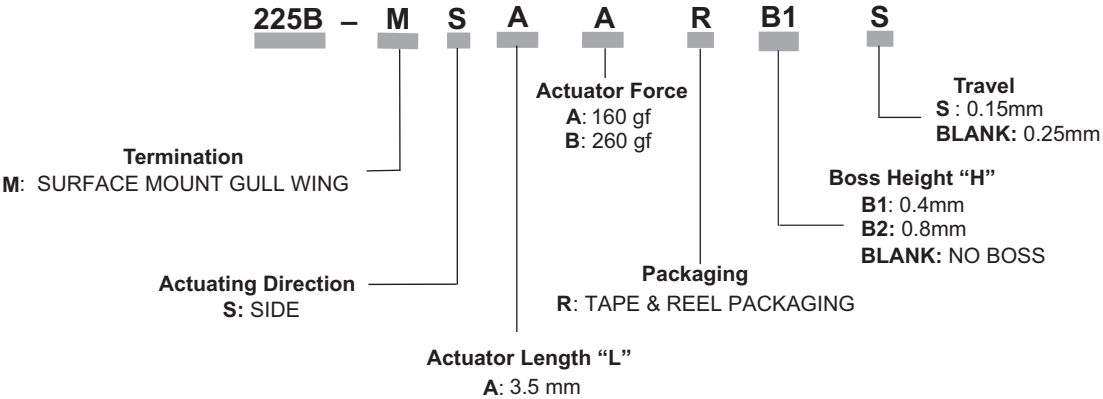 225B – M S A A R B1 S
Actuator Force
A: 160 gf
B: 260 gf
Travel
S : 0.15mm
BLANK: 0.25mm
Termination
M: SURFACE MOUNT GULL WING
Boss Height “H”
B1: 0.4mm
B2: 0.8mm
BLANK: NO BOSS
Actuating Direction
S: SIDE
Packaging
R: TAPE & REEL PACKAGING
Actuator Length “L”
A: 3.5 mm